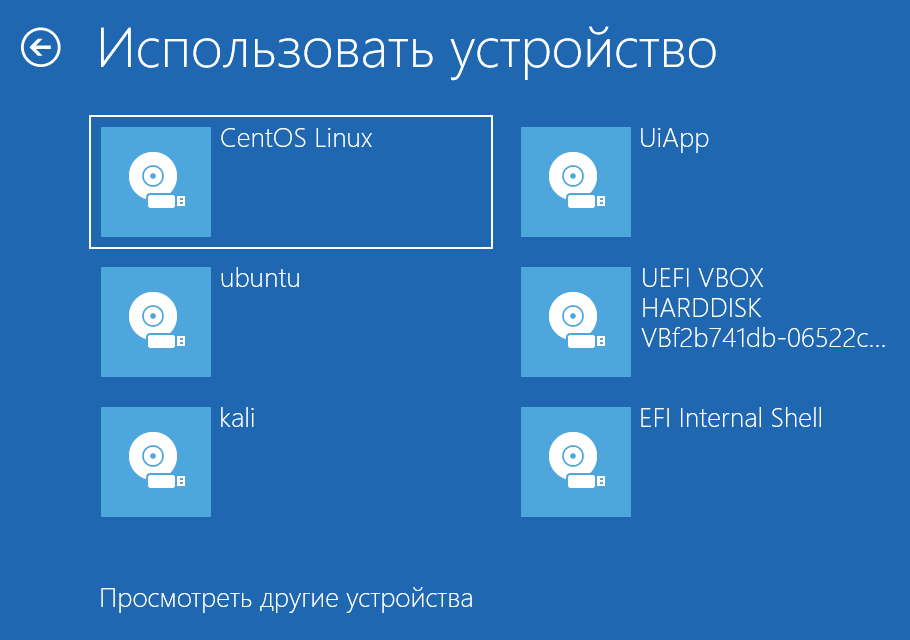 Использовать устройство
CentOS Linux
UiApp
ubuntu
UEFI VBOX
HARDDISK
VBf2b741db-06522c...
kali
EFI Internal Shell
Просмотреть другие устройства